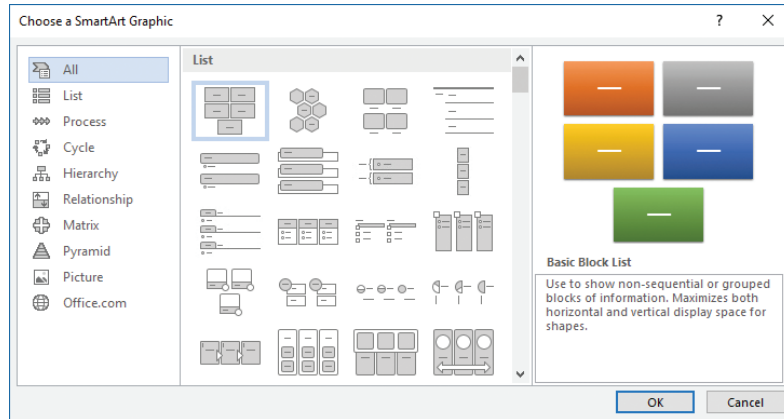 Choose a SmartArt Graphic
?
All
List
Process
Cycle
Hierarchy
Relationship
Matrix
Pyramid
Picture
Office.com
List
Basic Block List
Use to show non-sequential or grouped
blocks of information. Maximizes both
horizontal and vertical display space for
shapes.
OK
Cancel